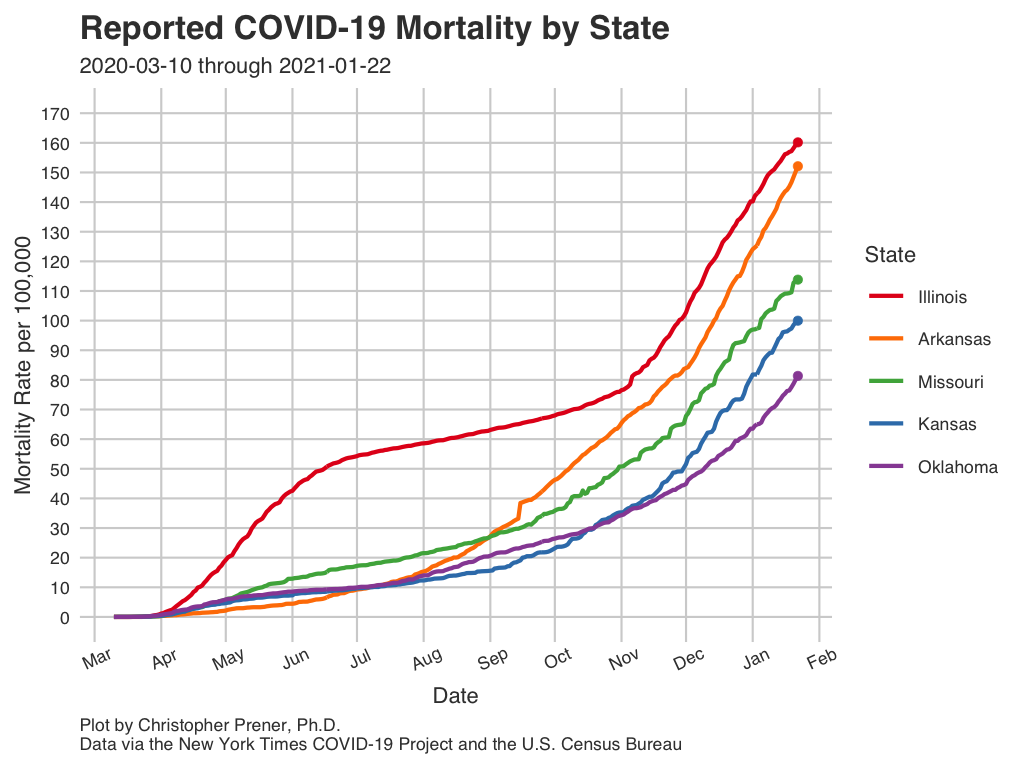 Reported COVID-19 Mortality by State
2020-03-10 through 2021-01-22
Mortality Rate per 100,000
170
160
150
140
130
120
110
100
90
80
70
60
50
40
30
20
10
0
Mar
Apr
May
Jun
Jul
Aug
Sep
Oct
Nov
Dec
Jan
Feb
Date
State
Illinois
Arkansas
Missouri
Kansas
Oklahoma
Plot by Christopher Prener, Ph.D.
Data via the New York Times COVID-19 Project and the U.S. Census Bureau